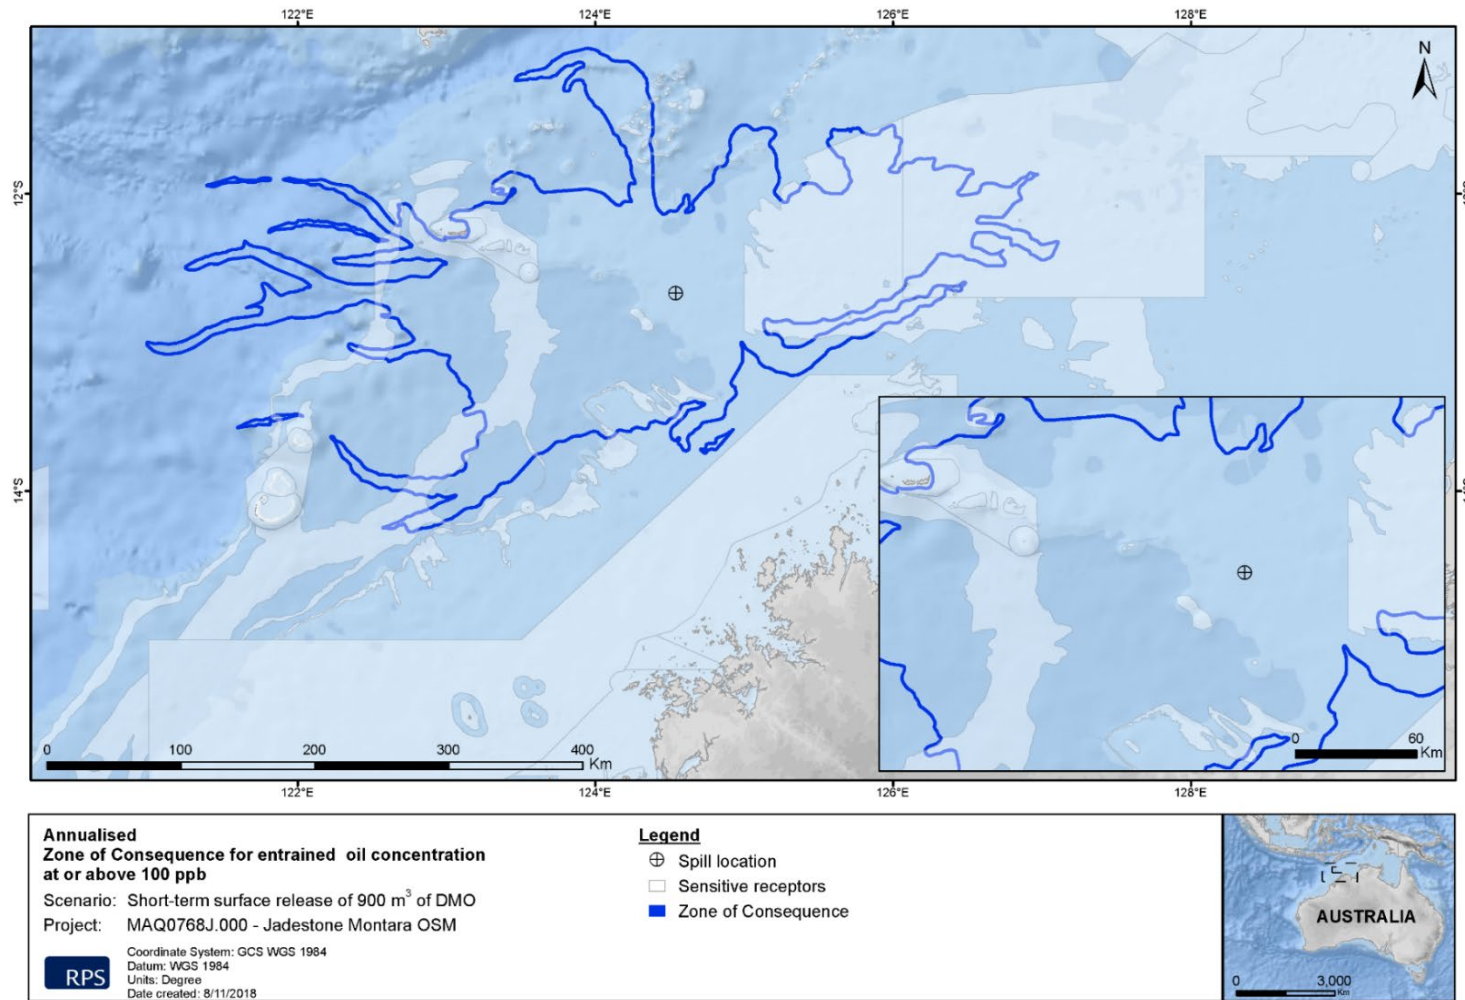 122°E 124°E 126°E 128°E
N
12°S
14°S
0 100 200 300 400 Km
0 60 Km
122°E 124°E 126°E 128°E
Annualised
Zone of Consequence for entrained oil concentration
at or above 100 ppb
Scenario: Short-term surface release of 900 m³ of DMO
Project: MAQ0768J.000 - Jadestone Montara OSM
RPS
Coordinate System: GCS WGS 1984
Datum: WGS 1984
Units: Degree
Date created: 8/11/2018
Legend
Spill location
Sensitive receptors
Zone of Consequence
AUSTRALIA
0 3,000 Km